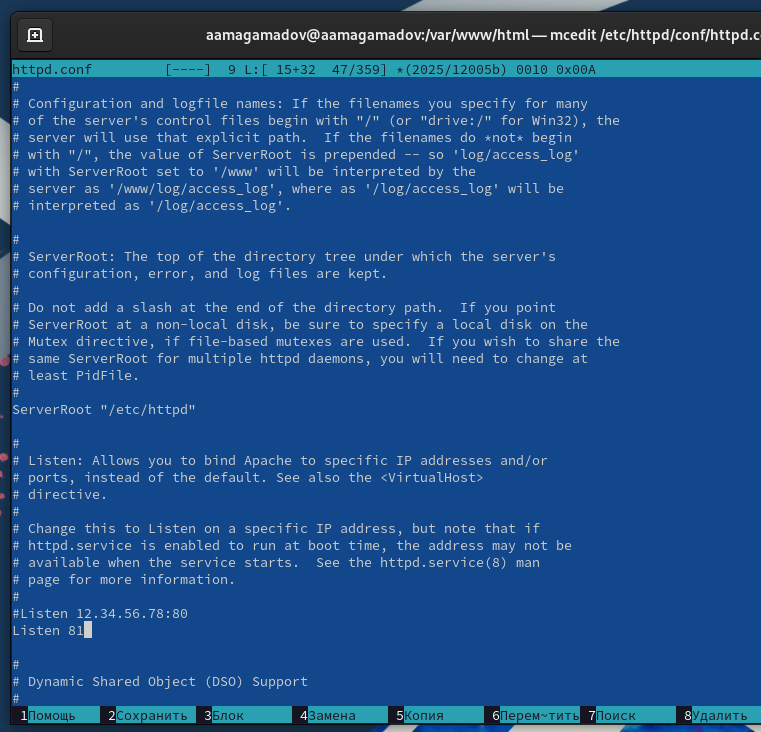 aamagamadov@aamagamadov:/var/www/html — mcedit /etc/httpd/conf/httpd.c
httpd.conf         [----]  9 L:[ 15+32  47/359] *(2025/12005b) 0010 0x00A
#
# Configuration and logfile names: If the filenames you specify for many
# of the server's control files begin with "/" (or "drive:/" for Win32), the
# server will use that explicit path.  If the filenames do *not* begin
# with "/", the value of ServerRoot is prepended -- so 'log/access_log'
# with ServerRoot set to '/www' will be interpreted by the
# server as '/www/log/access_log', where as '/log/access_log' will be
# interpreted as '/log/access_log'.

#
# ServerRoot: The top of the directory tree under which the server's
# configuration, error, and log files are kept.
#
# Do not add a slash at the end of the directory path.  If you point
# ServerRoot at a non-local disk, be sure to specify a local disk on the
# Mutex directive, if file-based mutexes are used.  If you wish to share the
# same ServerRoot for multiple httpd daemons, you will need to change at
# least PidFile.
#
ServerRoot "/etc/httpd"

#
# Listen: Allows you to bind Apache to specific IP addresses and/or
# ports, instead of the default. See also the <VirtualHost>
# directive.
#
# Change this to Listen on a specific IP address, but note that if
# httpd.service is enabled to run at boot time, the address may not be
# available when the service starts.  See the httpd.service(8) man
# page for more information.
#
#Listen 12.34.56.78:80
Listen 81

#
# Dynamic Shared Object (DSO) Support
#
1Помощь 2Сохранить 3Блок 4Замена 5Копия 6Перем~тить 7Поиск 8Удалить